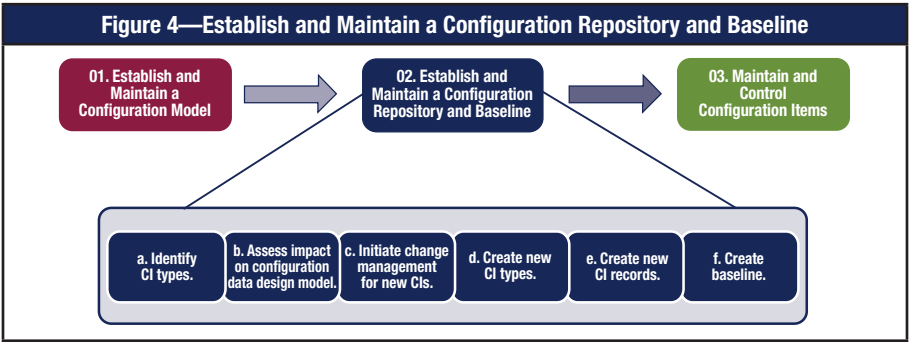 Figure 4—Establish and Maintain a Configuration Repository and Baseline
01. Establish and
Maintain a
Configuration Model
02. Establish and
Maintain a Configuration
Repository and Baseline
03. Maintain and
Control
Configuration Items
a. Identify
CI types.
b. Assess impact
on configuration
data design model.
c. Initiate change
management
for new CIs.
d. Create new
CI types.
e. Create new
CI records.
f. Create
baseline.